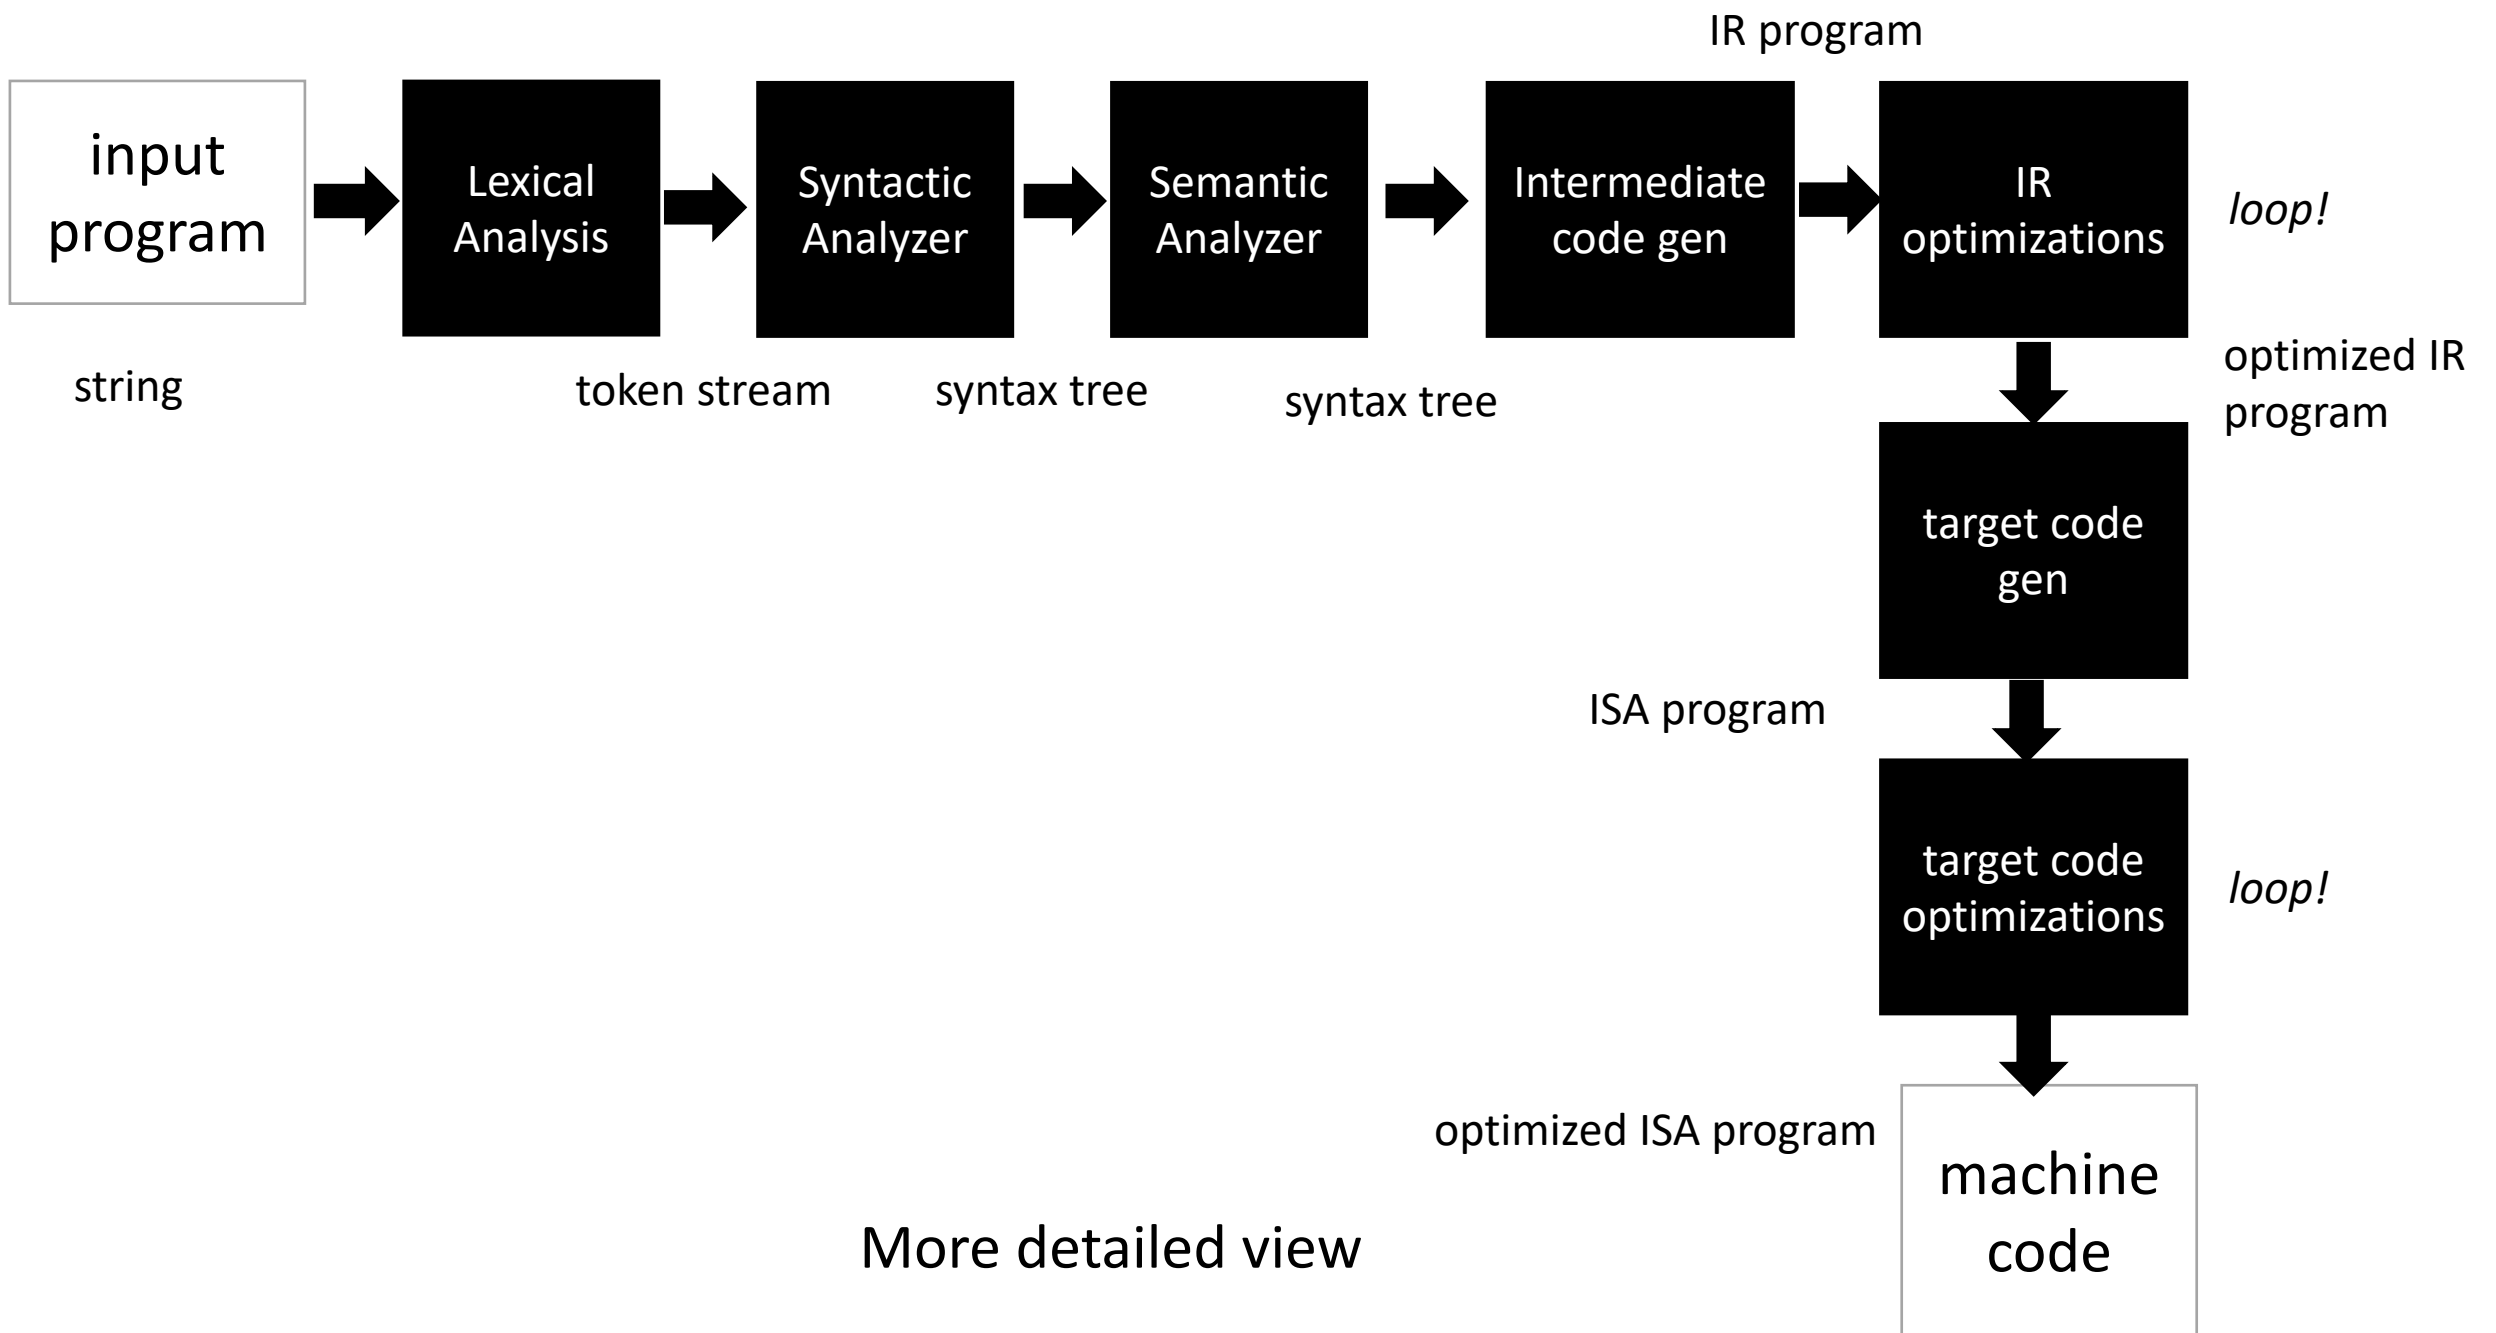 IR program
input
program
Lexical
Analysis
Syntactic
Analyzer
Semantic
Analyzer
Intermediate
code gen
IR
optimizations
loop!
string
token stream
syntax tree
syntax tree
optimized IR
program
target code
gen
ISA program
target code
optimizations
loop!
optimized ISA program
machine
code
More detailed view